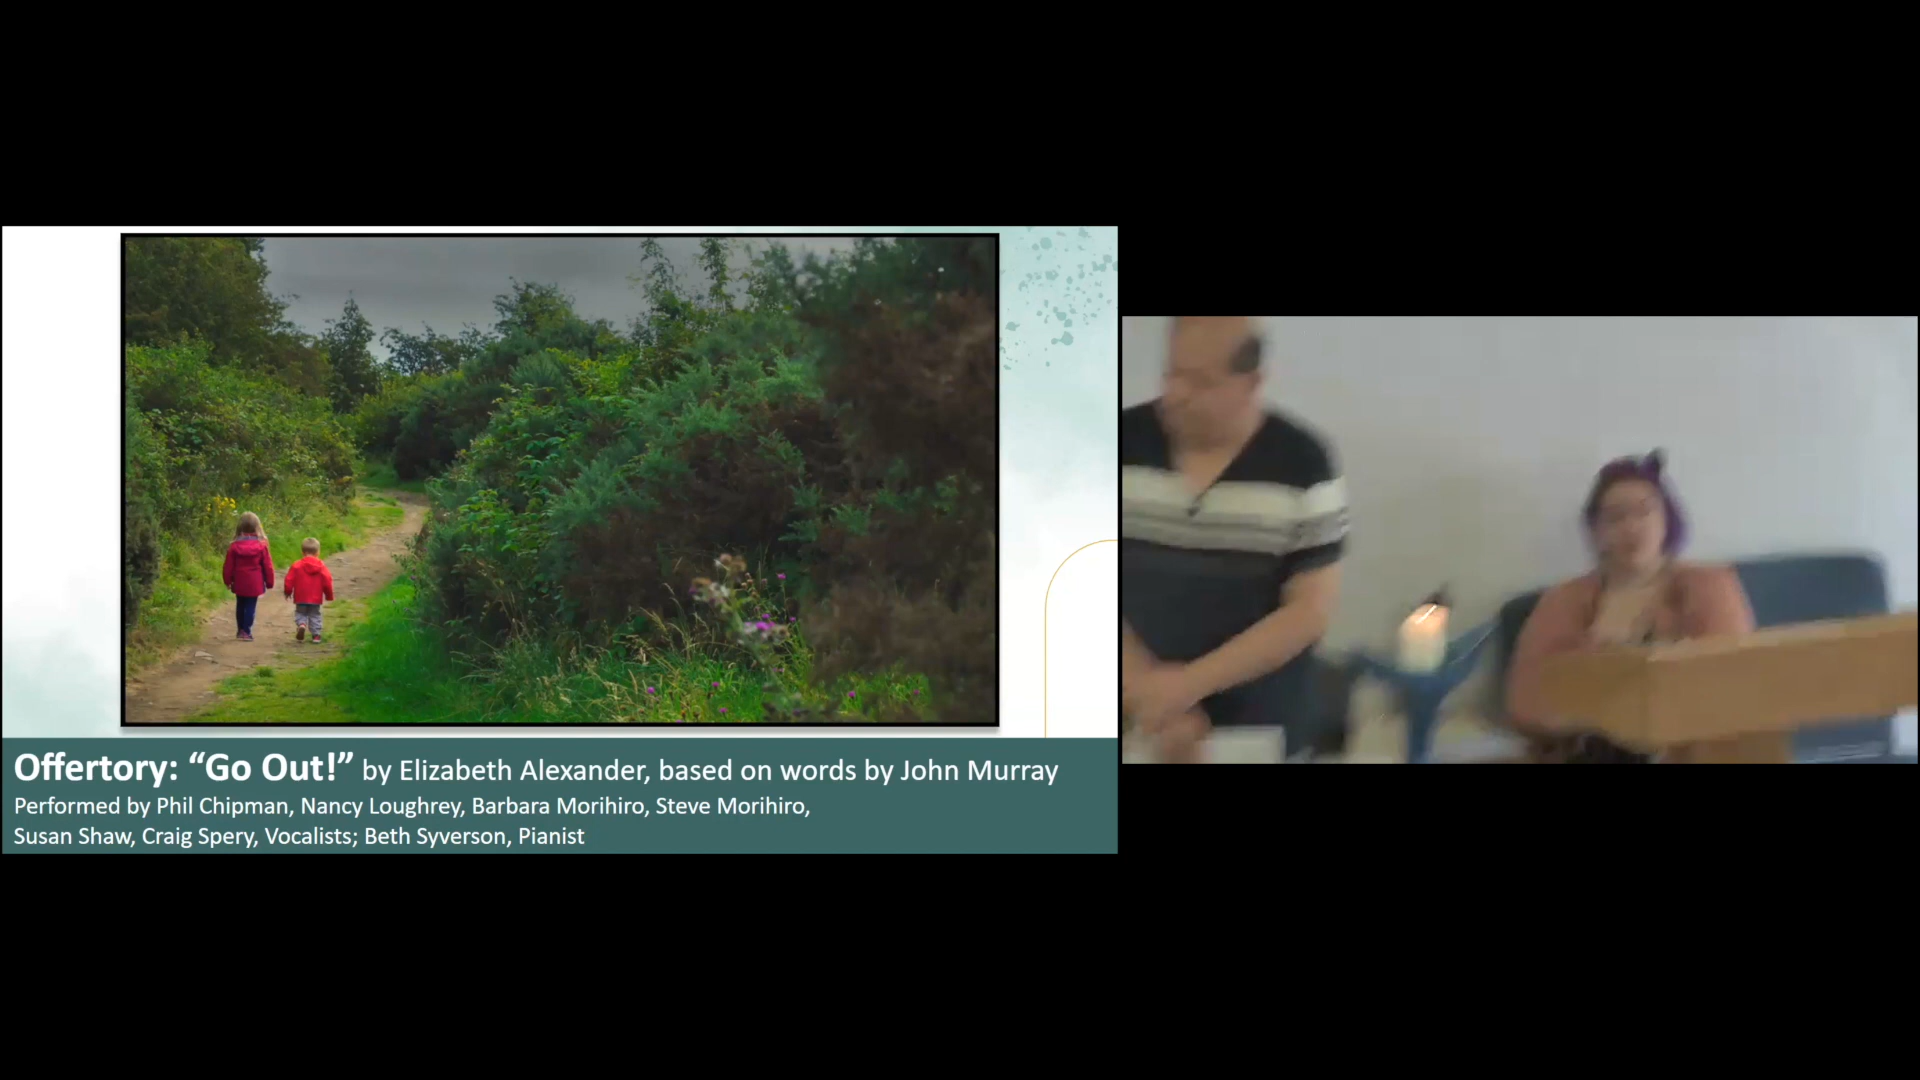 Offertory: “Go Out!” by Elizabeth Alexander, based on words by John Murray
Performed by Phil Chipman, Nancy Loughrey, Barbara Morihiro, Steve Morihiro,
Susan Shaw, Craig Spery, Vocalists; Beth Syverson, Pianist